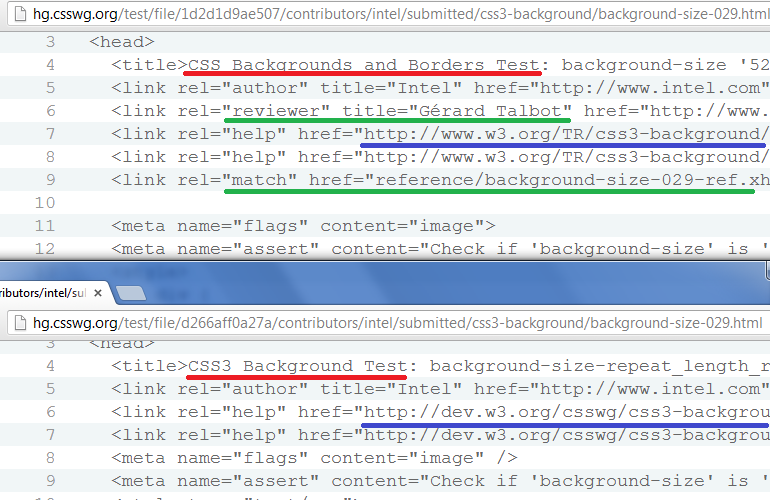 hg.csswg.org/test/file/1d2d1d9ae507/contributors/intel/submitted/css3-background/background-size-029.html
3 <head>
4 <title>CSS Backgrounds and Borders Test: background-size '52
5 <link rel="author" title="Intel" href="http://www.intel.com"
6 <link rel="reviewer" title="Gérard Talbot" href="http://www.
7 <link rel="help" href="http://www.w3.org/TR/css3-background/
8 <link rel="help" href="http://www.w3.org/TR/css3-background/
9 <link rel="match" href="reference/background-size-029-ref.xh
10
11 <meta name="flags" content="image">
12 <meta name="assert" content="Check if 'background-size' is '
ributors/intel/sul ×
hg.csswg.org/test/file/d266aff0a27a/contributors/intel/submitted/css3-background/background-size-029.html
3 <head>
4 <title>CSS3 Background Test: background-size-repeat_length_r
5 <link rel="author" title="Intel" href="http://www.intel.com"
6 <link rel="help" href="http://dev.w3.org/csswg/css3-backgrou
7 <link rel="help" href="http://dev.w3.org/csswg/css3-backgrou
8 <meta name="flags" content="image" />
9 <meta name="assert" content="Check if 'background-size' is '